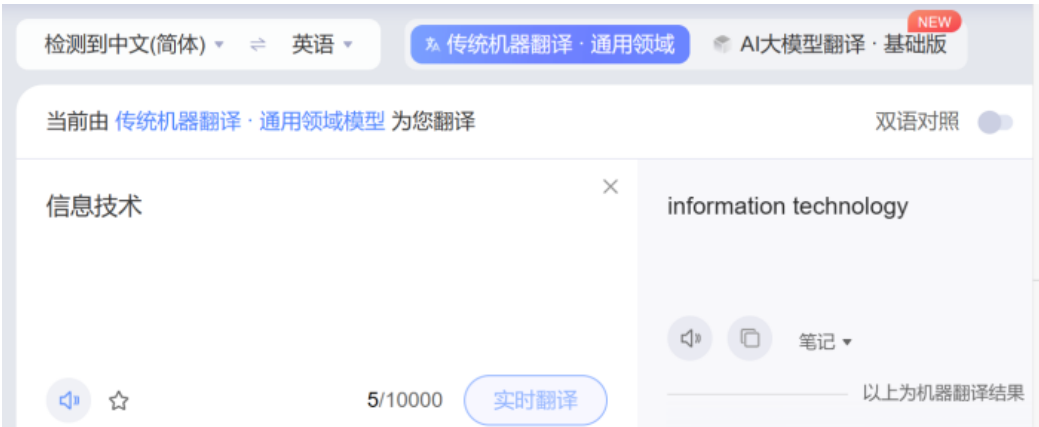 检测到中文(简体) 英语 传统机器翻译 · 通用领域 AI大模型翻译 · 基础版 NEW
当前由 传统机器翻译 · 通用领域模型 为您翻译 双语对照
信息技术 information technology
笔记
以上为机器翻译结果
5/10000 实时翻译